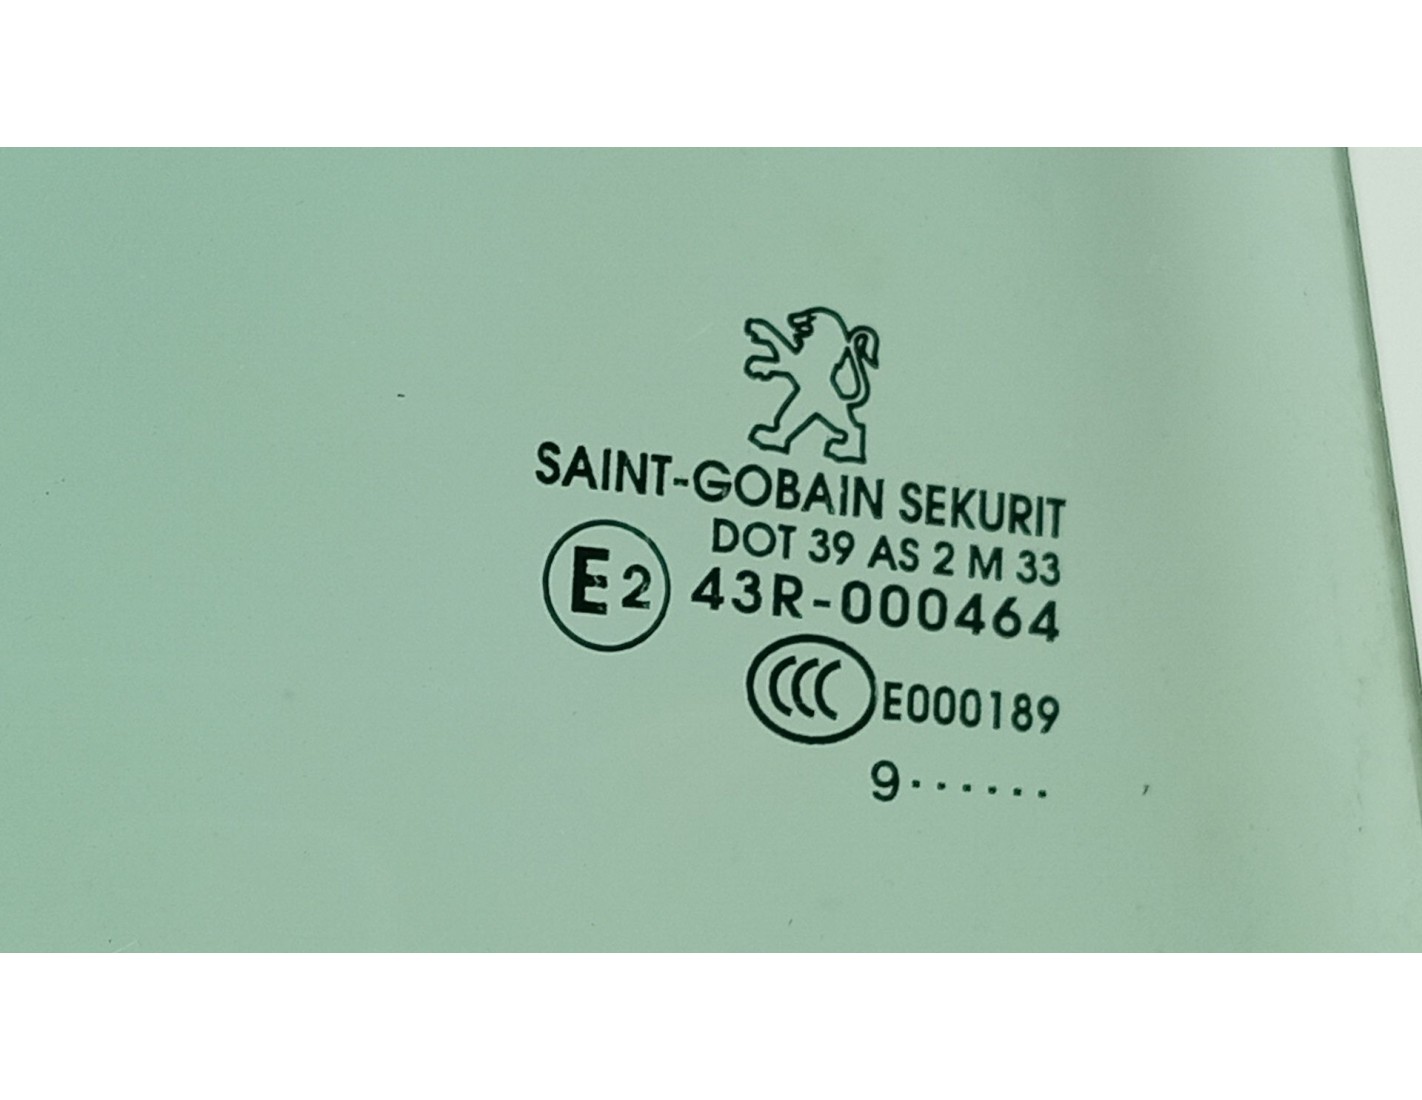 SAINT-GOBAIN SEKURIT
DOT 39 AS 2 M 33
E2 43R-000464
CCC E000189
9······